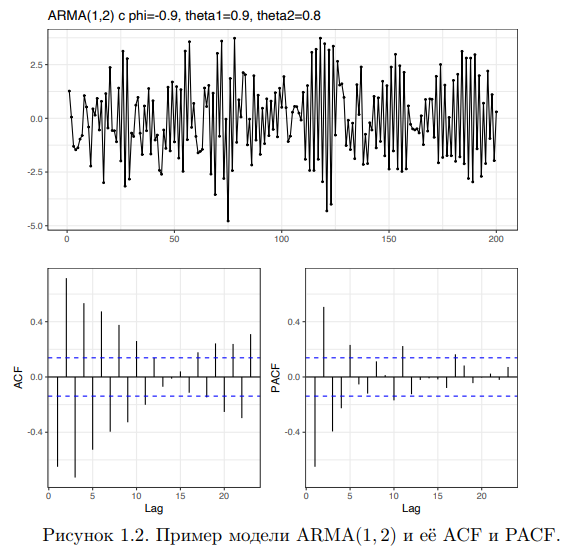 ARMA(1,2) с phi=-0.9, theta1=0.9, theta2=0.8
2.5
0.0
-2.5
-5.0
0 50 100 150 200
ACF
0.4
0.0
-0.4
0 5 10 15 20
Lag
PACF
0.4
0.0
-0.4
0 5 10 15 20
Lag
Рисунок 1.2. Пример модели ARMA(1, 2) и её ACF и PACF.